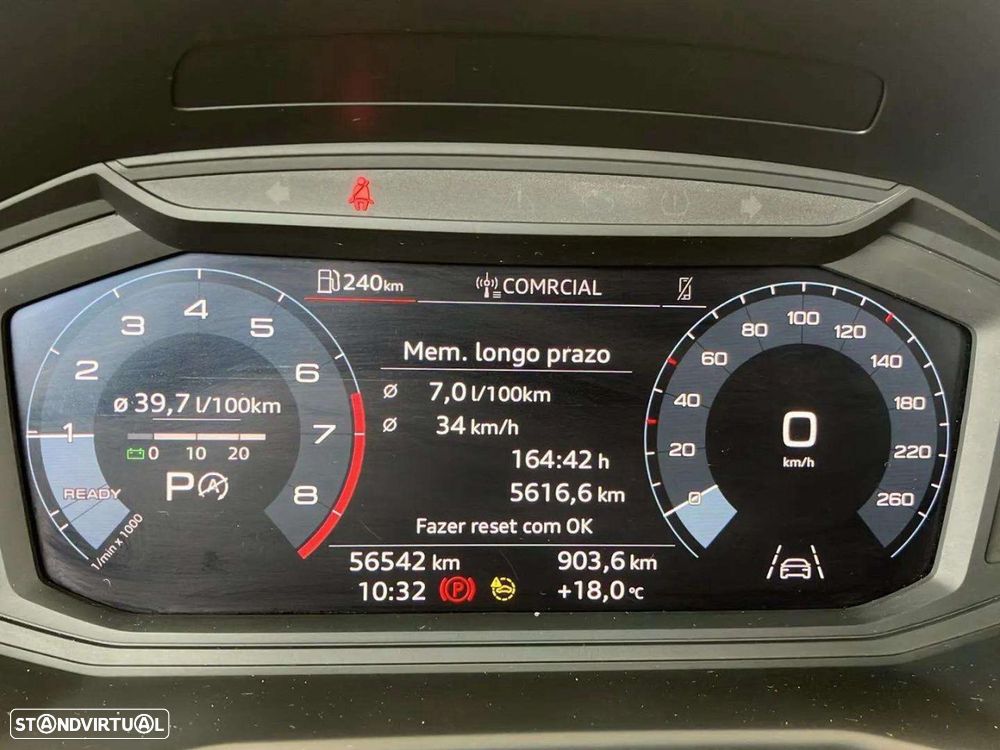 240 km
COMRCIAL
Mem. longo prazo
ø 7,0 l/100km
ø 34 km/h
164:42 h
5616,6 km
Fazer reset com OK
56542 km
903,6 km
10:32
P
+18,0 °C
1
2
3
4
5
6
7
8
ø 39,7 l/100km
0 10 20
P A
READY
1/min x 1000
0
20
40
60
80
100
120
140
180
220
260
0
km/h
STANDVIRTUAL